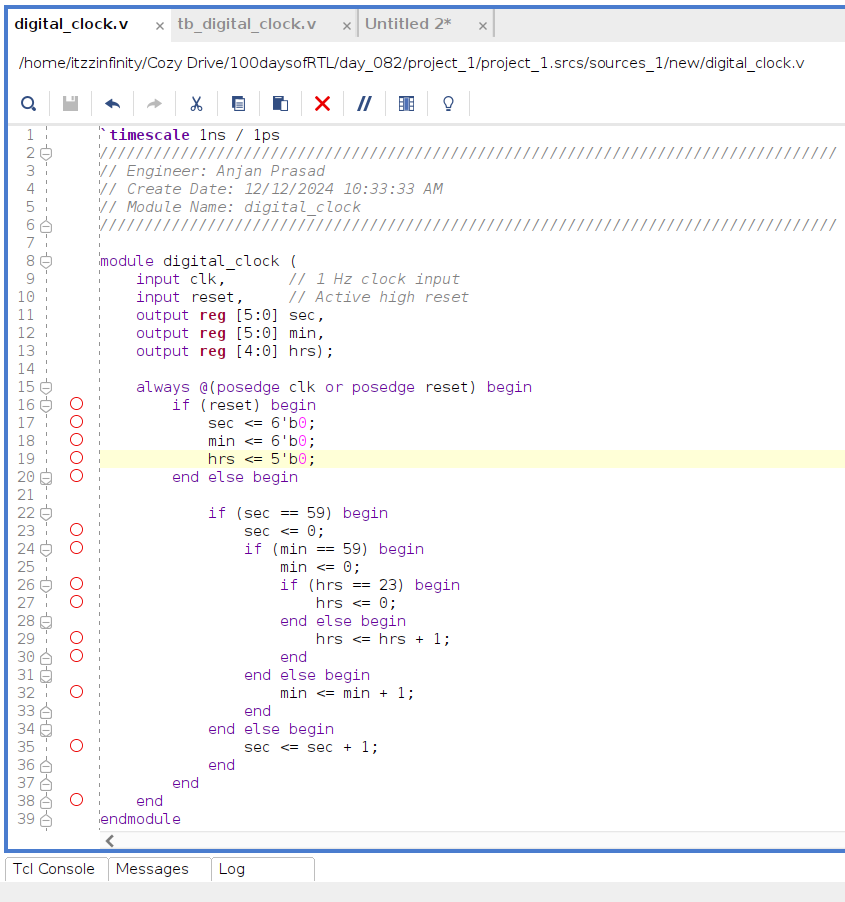 digital_clock.v × tb_digital_clock.v × Untitled 2* ×
/home/itzzinfinity/Cozy Drive/100daysofRTL/day_082/project_1/project_1.srcs/sources_1/new/digital_clock.v
1 `timescale 1ns / 1ps
2 //////////////////////////////////////////////////////////////////////////////////
3 // Engineer: Anjan Prasad
4 // Create Date: 12/12/2024 10:33:33 AM
5 // Module Name: digital_clock
6 //////////////////////////////////////////////////////////////////////////////////
7
8 module digital_clock (
9     input clk,       // 1 Hz clock input
10     input reset,     // Active high reset
11     output reg [5:0] sec,
12     output reg [5:0] min,
13     output reg [4:0] hrs);
14
15     always @(posedge clk or posedge reset) begin
16         if (reset) begin
17             sec <= 6'b0;
18             min <= 6'b0;
19             hrs <= 5'b0;
20         end else begin
21
22             if (sec == 59) begin
23                 sec <= 0;
24                 if (min == 59) begin
25                     min <= 0;
26                     if (hrs == 23) begin
27                         hrs <= 0;
28                     end else begin
29                         hrs <= hrs + 1;
30                     end
31                 end else begin
32                     min <= min + 1;
33                 end
34             end else begin
35                 sec <= sec + 1;
36             end
37         end
38     end
39 endmodule
Tcl Console Messages Log